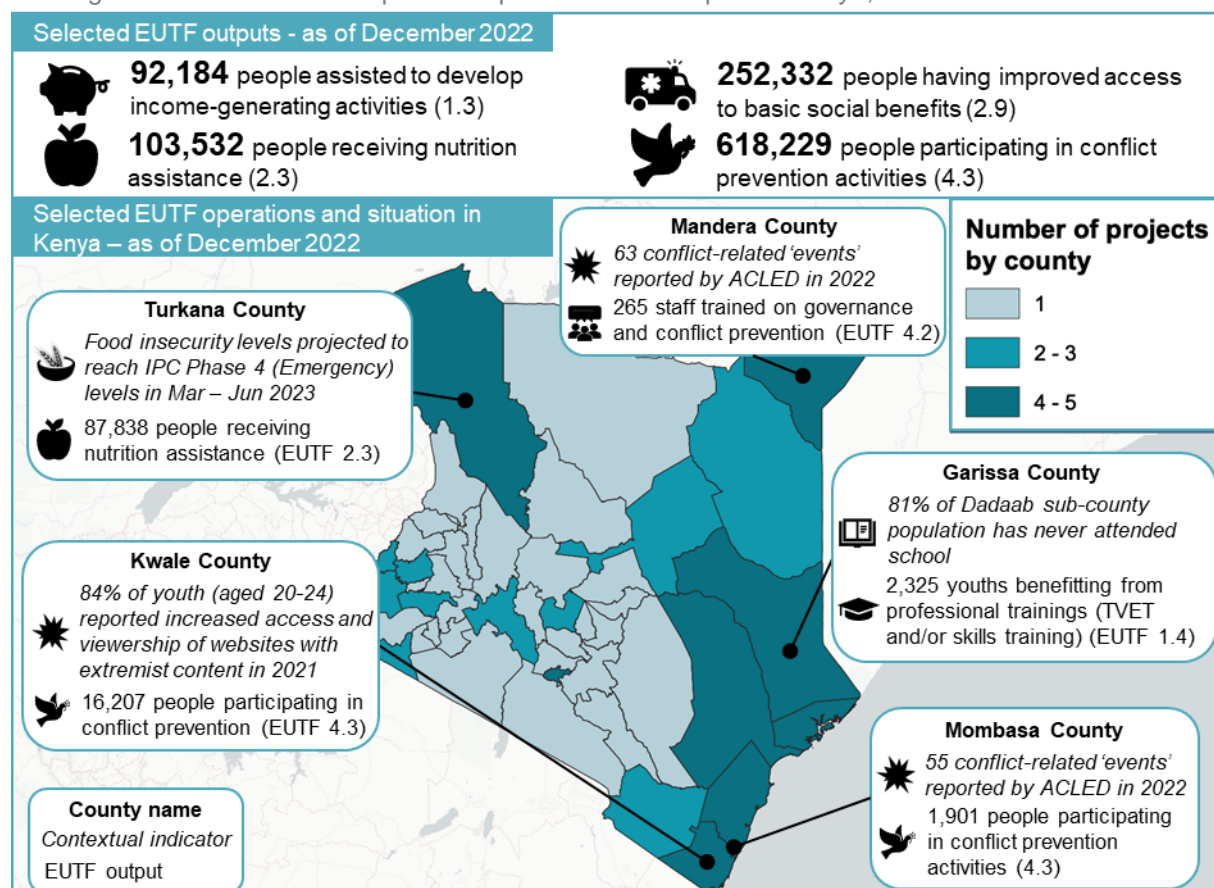 Selected EUTF outputs - as of December 2022
92,184 people assisted to develop
income-generating activities (1.3)
103,532 people receiving nutrition
assistance (2.3)
252,332 people having improved access
to basic social benefits (2.9)
618,229 people participating in conflict
prevention activities (4.3)
Selected EUTF operations and situation in
Kenya – as of December 2022
Mandera County
63 conflict-related ‘events’
reported by ACLED in 2022
265 staff trained on governance
and conflict prevention (EUTF 4.2)
Number of projects
by county
1
2 - 3
4 - 5
Turkana County
Food insecurity levels projected to
reach IPC Phase 4 (Emergency)
levels in Mar – Jun 2023
87,838 people receiving
nutrition assistance (EUTF 2.3)
Garissa County
81% of Dadaab sub-county
population has never attended
school
2,325 youths benefitting from
professional trainings (TVET
and/or skills training) (EUTF 1.4)
Kwale County
84% of youth (aged 20-24)
reported increased access and
viewership of websites with
extremist content in 2021
16,207 people participating in
conflict prevention (EUTF 4.3)
Mombasa County
55 conflict-related ‘events’
reported by ACLED in 2022
1,901 people participating
in conflict prevention
activities (4.3)
County name
Contextual indicator
EUTF output